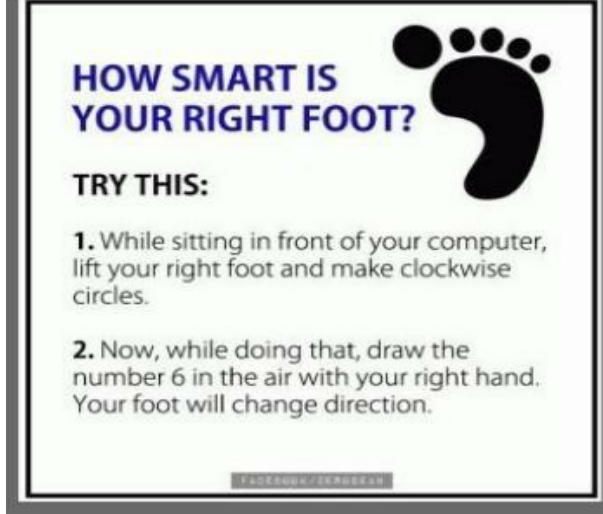 HOW SMART IS
YOUR RIGHT FOOT?
TRY THIS:
1. While sitting in front of your computer,
lift your right foot and make clockwise
circles.
2. Now, while doing that, draw the
number 6 in the air with your right hand.
Your foot will change direction.